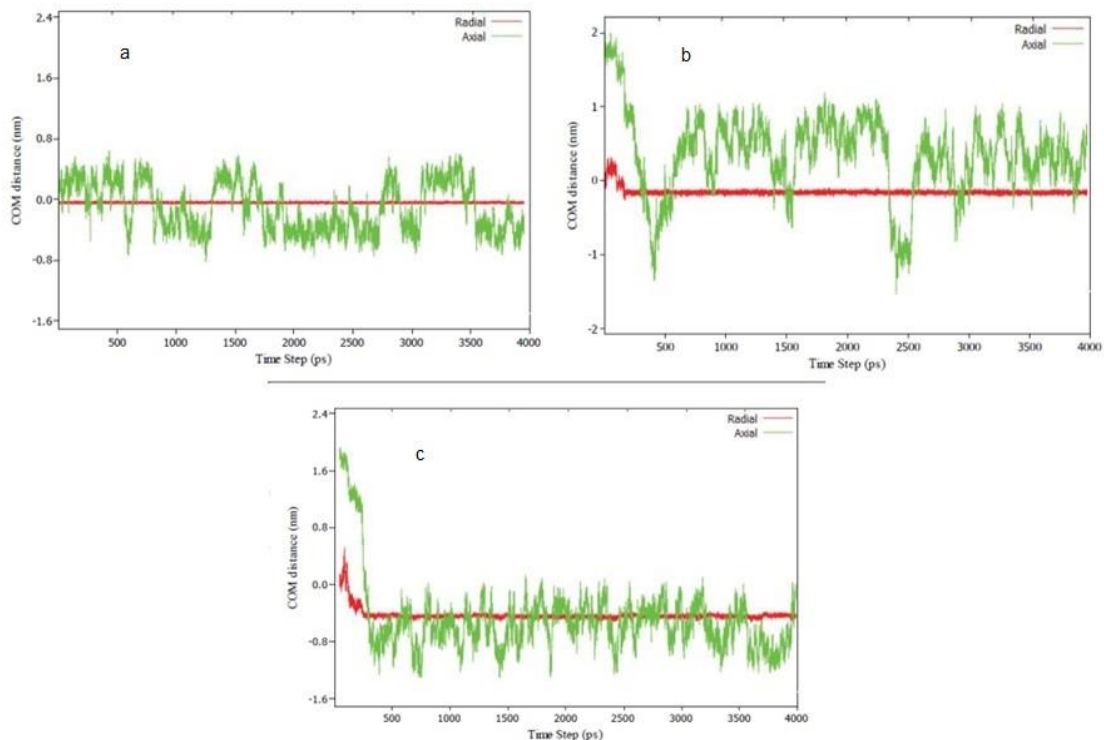 a
Radial
Axial
2.4
1.6
0.8
0.0
-0.8
-1.6
COM distance (nm)
500 1000 1500 2000 2500 3000 3500 4000
Time Step (ps)
b
Radial
Axial
2
1
0
-1
-2
COM distance (nm)
500 1000 1500 2000 2500 3000 3500 4000
Time Step (ps)
c
Radial
Axial
2.4
1.6
0.8
0.0
-0.8
-1.6
COM distance (nm)
500 1000 1500 2000 2500 3000 3500 4000
Time Step (ps)